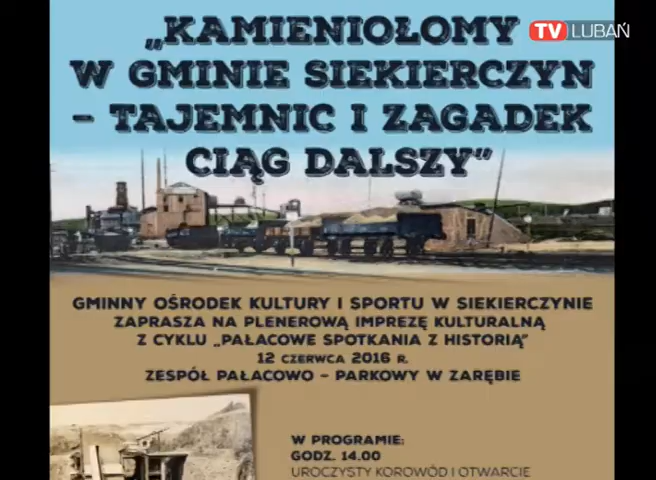 „KAMIENIOŁOMY
TV LUBAŃ
W GMINIE SIEKIERCZYN
- TAJEMNIC I ZAGADEK
CIĄG DALSZY”
GMINNY OŚRODEK KULTURY I SPORTU W SIEKIERCZYNIE
ZAPRASZA NA PLENEROWĄ IMPREZĘ KULTURALNĄ
Z CYKLU „PAŁACOWE SPOTKANIA Z HISTORIĄ”
12 CZERWCA 2016 R.
ZESPÓŁ PAŁACOWO – PARKOWY W ZARĘBIE
W PROGRAMIE:
GODZ. 14.00
UROCZYSTY KOROWÓD I OTWARCIE